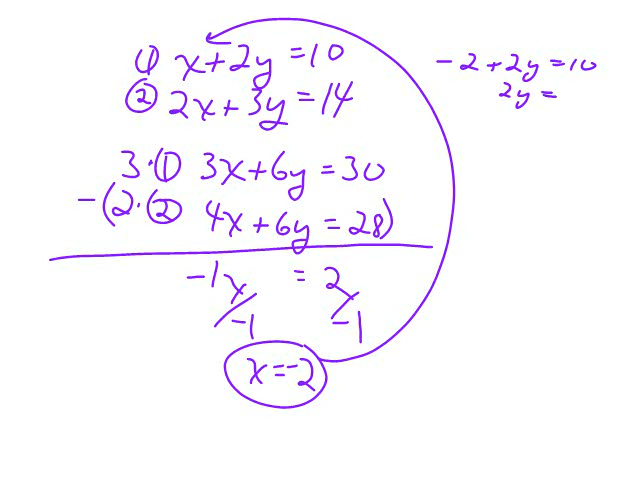 ① x+2y=10
② 2x+3y=14
3·① 3x+6y=30
-(2·② 4x+6y=28)
-1x = 2
/-1 /-1
x=-2
-2+2y=10
2y=